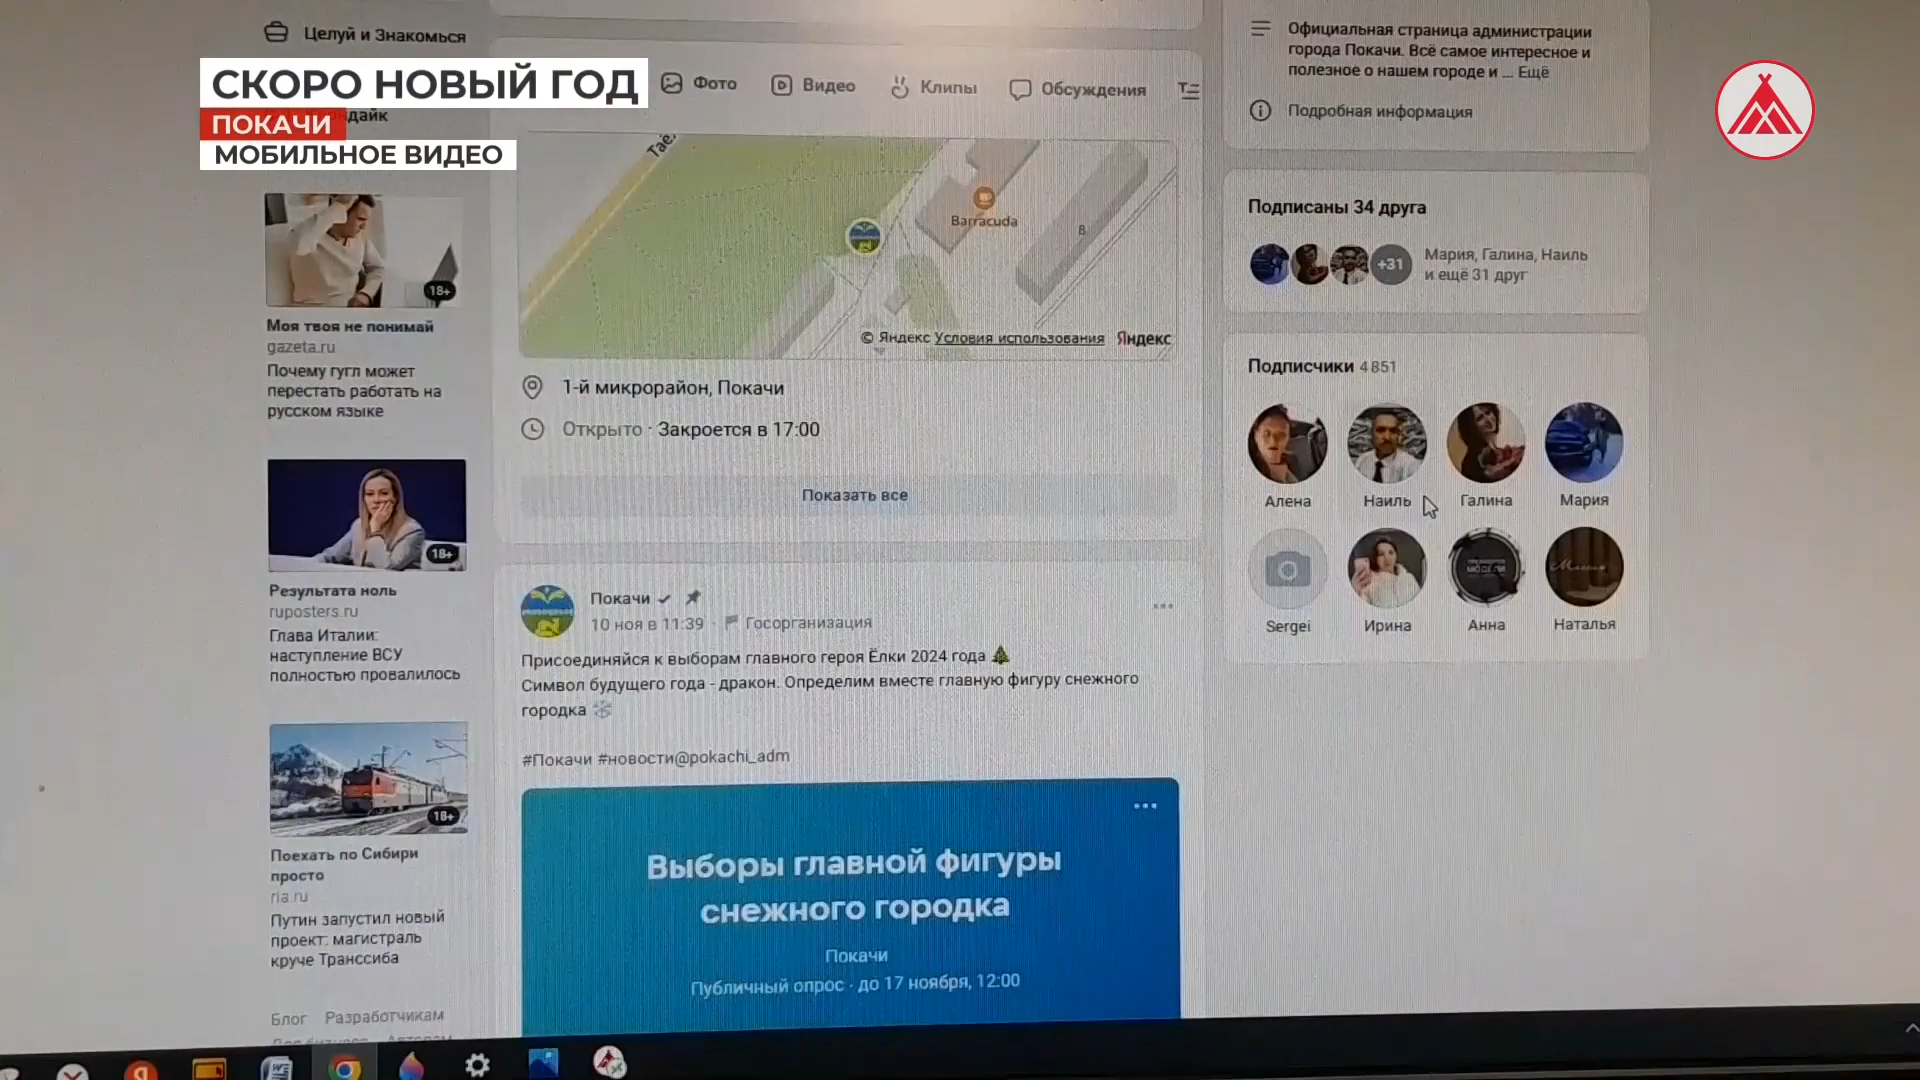 Целуй и Знакомься
СКОРО НОВЫЙ ГОД
ПОКАЧИ
МОБИЛЬНОЕ ВИДЕО
Фото
Видео
Клипы
Обсуждения
Barracuda
8
© Яндекс Условия использования Яндекс
1-й микрорайон, Покачи
Открыто · Закроется в 17:00
Показать все
18+
Моя твоя не понимай
gazeta.ru
Почему гугл может
перестать работать на
русском языке
18+
Результата ноль
ruposters.ru
Глава Италии:
наступление ВСУ
полностью провалилось
18+
Поехать по Сибири
просто
ria.ru
Путин запустил новый
проект: магистраль
круче Транссиба
Блог Разработчикам
Покачи
10 ноя в 11:39 · Госорганизация
Присоединяйся к выборам главного героя Ёлки 2024 года
Символ будущего года - дракон. Определим вместе главную фигуру снежного
городка
#Покачи #новости@pokachi_adm
Выборы главной фигуры
снежного городка
Покачи
Публичный опрос · до 17 ноября, 12:00
Официальная страница администрации
города Покачи. Всё самое интересное и
полезное о нашем городе и ... Ещё
Подробная информация
Подписаны 34 друга
+31
Мария, Галина, Наиль
и ещё 31 друг
Подписчики 4 851
Алена Наиль Галина Мария
Sergei Ирина Анна Наталья